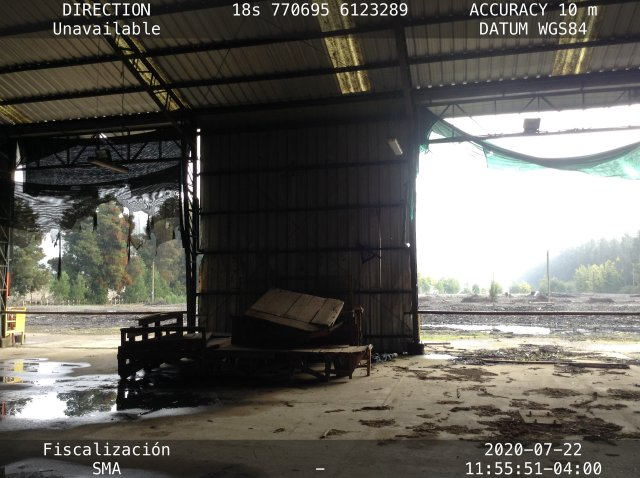 DIRECTION
Unavailable
18s 770695 6123289
ACCURACY 10 m
DATUM WGS84
Fiscalización
SMA
–
2020-07-22
11:55:51-04:00